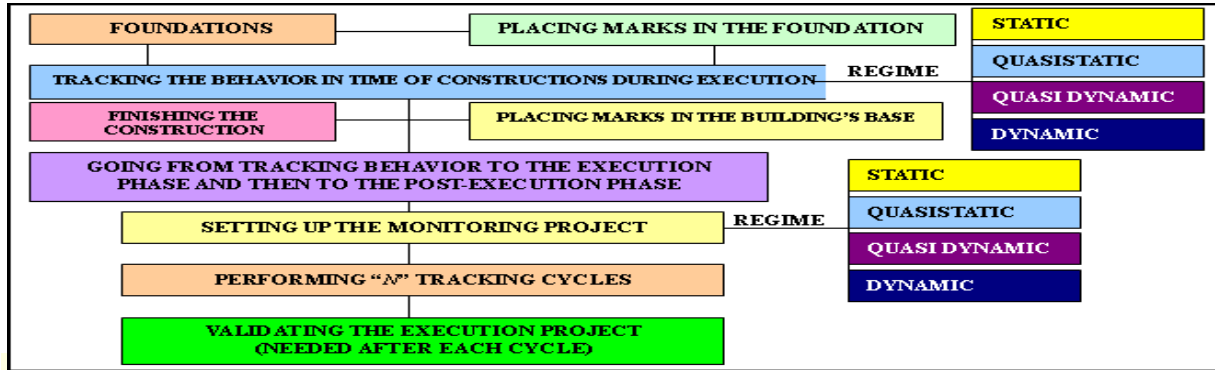 FOUNDATIONS
PLACING MARKS IN THE FOUNDATION
STATIC
TRACKING THE BEHAVIOR IN TIME OF CONSTRUCTIONS DURING EXECUTION
REGIME
QUASISTATIC
QUASI DYNAMIC
DYNAMIC
FINISHING THE
CONSTRUCTION
PLACING MARKS IN THE BUILDING'S BASE
GOING FROM TRACKING BEHAVIOR TO THE EXECUTION
PHASE AND THEN TO THE POST-EXECUTION PHASE
STATIC
SETTING UP THE MONITORING PROJECT
REGIME
QUASISTATIC
QUASI DYNAMIC
DYNAMIC
PERFORMING “N” TRACKING CYCLES
VALIDATING THE EXECUTION PROJECT
(NEEDED AFTER EACH CYCLE)